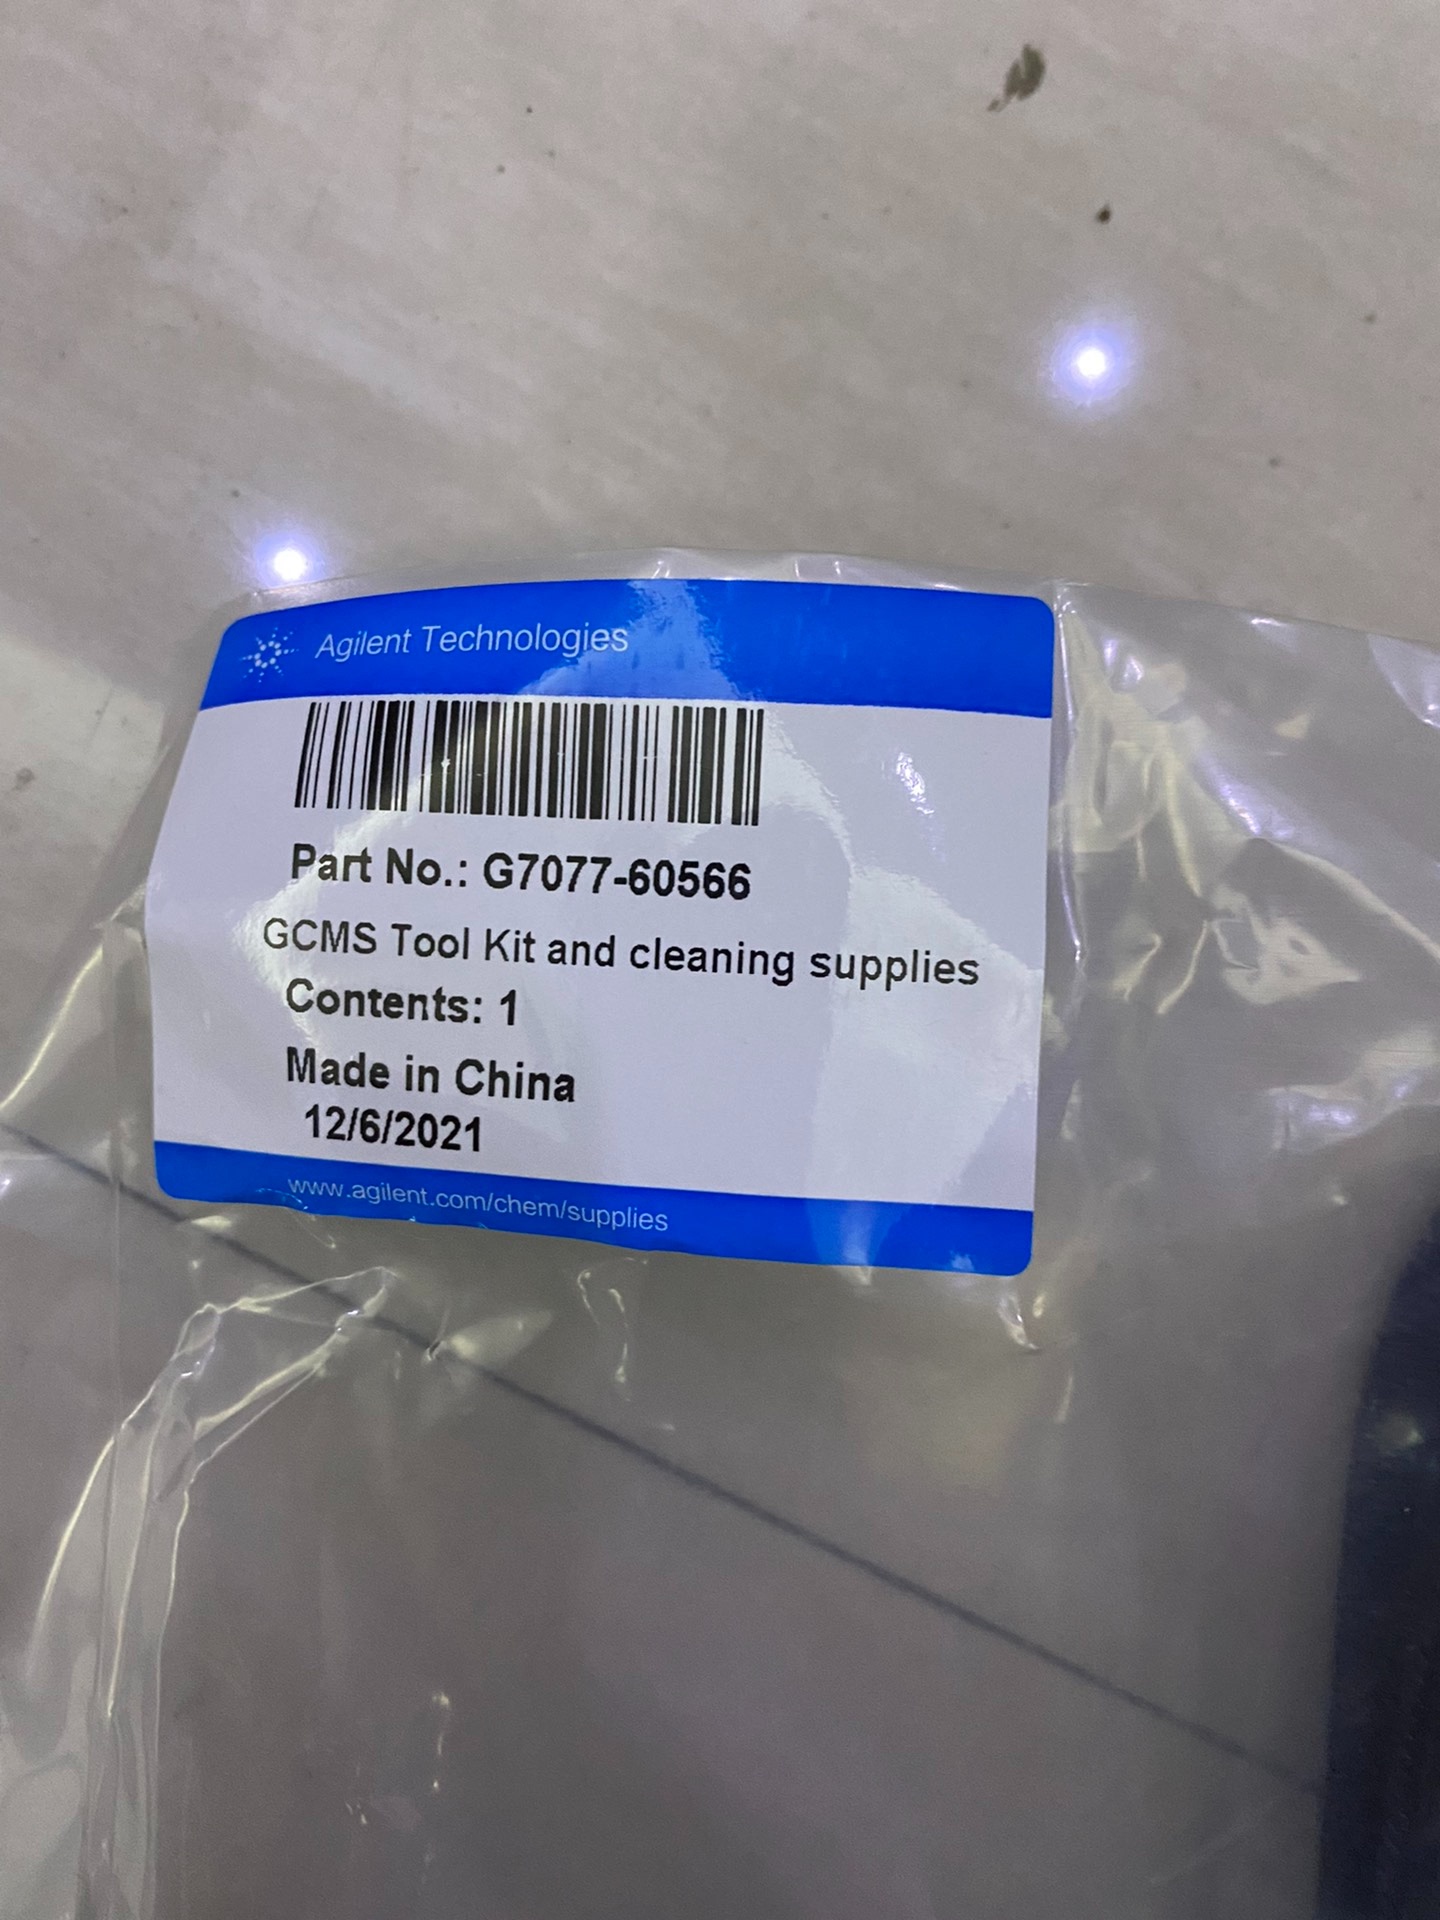 Agilent Technologies
Part No.: G7077-60566
GCMS Tool Kit and cleaning supplies
Contents: 1
Made in China
12/6/2021
www.agilent.com/chem/supplies